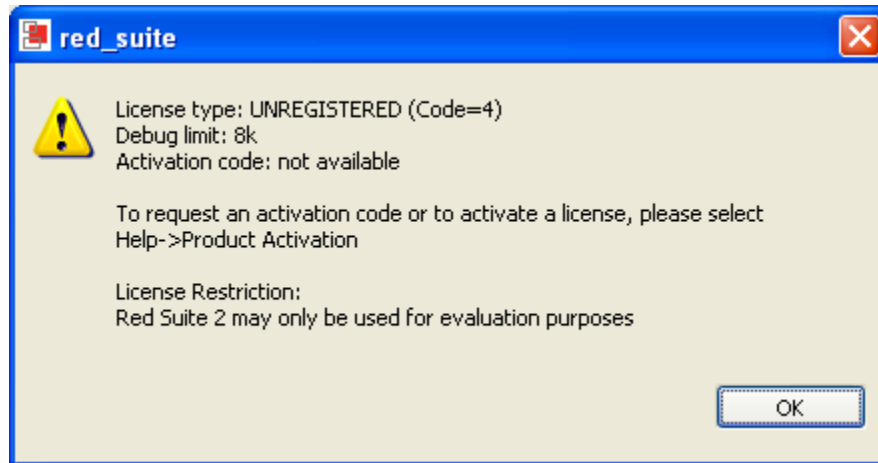 red_suite
License type: UNREGISTERED (Code=4)
Debug limit: 8k
Activation code: not available
To request an activation code or to activate a license, please select
Help->Product Activation
License Restriction:
Red Suite 2 may only be used for evaluation purposes
OK